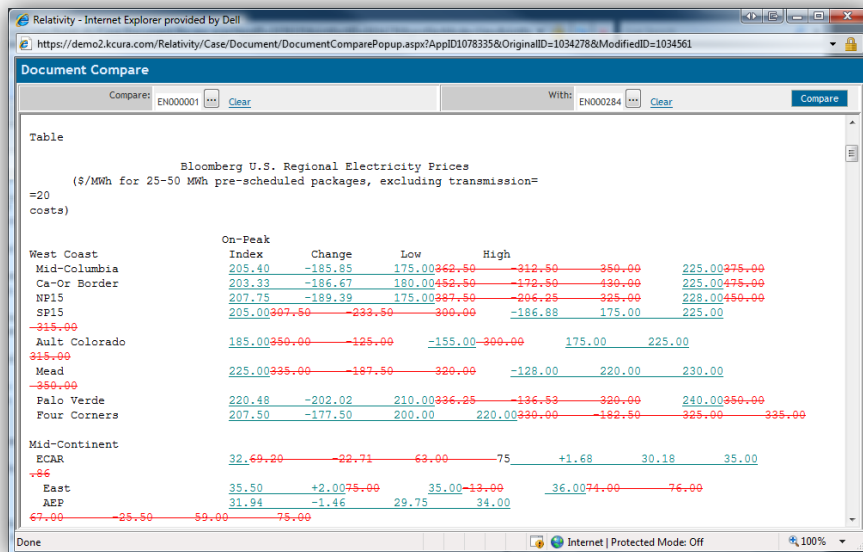 Relativity - Internet Explorer provided by Dell
https://demo2.kcura.com/Relativity/Case/Document/DocumentComparePopup.aspx?AppID1078335&OriginalID=1034278&ModifiedID=1034561
Document Compare
Compare: EN000001 ... Clear With: EN000284 ... Clear Compare
Table
Bloomberg U.S. Regional Electricity Prices
($/MWh for 25-50 MWh pre-scheduled packages, excluding transmission=
=20
costs)
On-Peak
West Coast Index Change Low High
Mid-Columbia 205.40 -185.85 175.00362.50 -312.50 350.00 225.00375.00
Ca-Or Border 203.33 -186.67 180.00452.50 -172.50 430.00 225.00475.00
NP15 207.75 -189.39 175.00387.50 -206.25 325.00 228.00450.00
SP15 205.00307.50 -233.50 300.00 -186.88 175.00 225.00
-315.00
Ault Colorado 185.00350.00 -125.00 -155.00-300.00 175.00 225.00
315.00
Mead 225.00335.00 -187.50 320.00 -128.00 220.00 230.00
-350.00
Palo Verde 220.48 -202.02 210.00336.25 -136.53 320.00 240.00350.00
Four Corners 207.50 -177.50 200.00 220.00330.00 -182.50 325.00 335.00
Mid-Continent
ECAR 32.69.20 -22.71 63.00 75 +1.68 30.18 35.00
.86
East 35.50 +2.0075.00 35.00-13.00 36.0074.00 76.00
AEP 31.94 -1.46 29.75 34.00
67.00 -25.50 59.00 75.00
Done Internet | Protected Mode: Off 100%